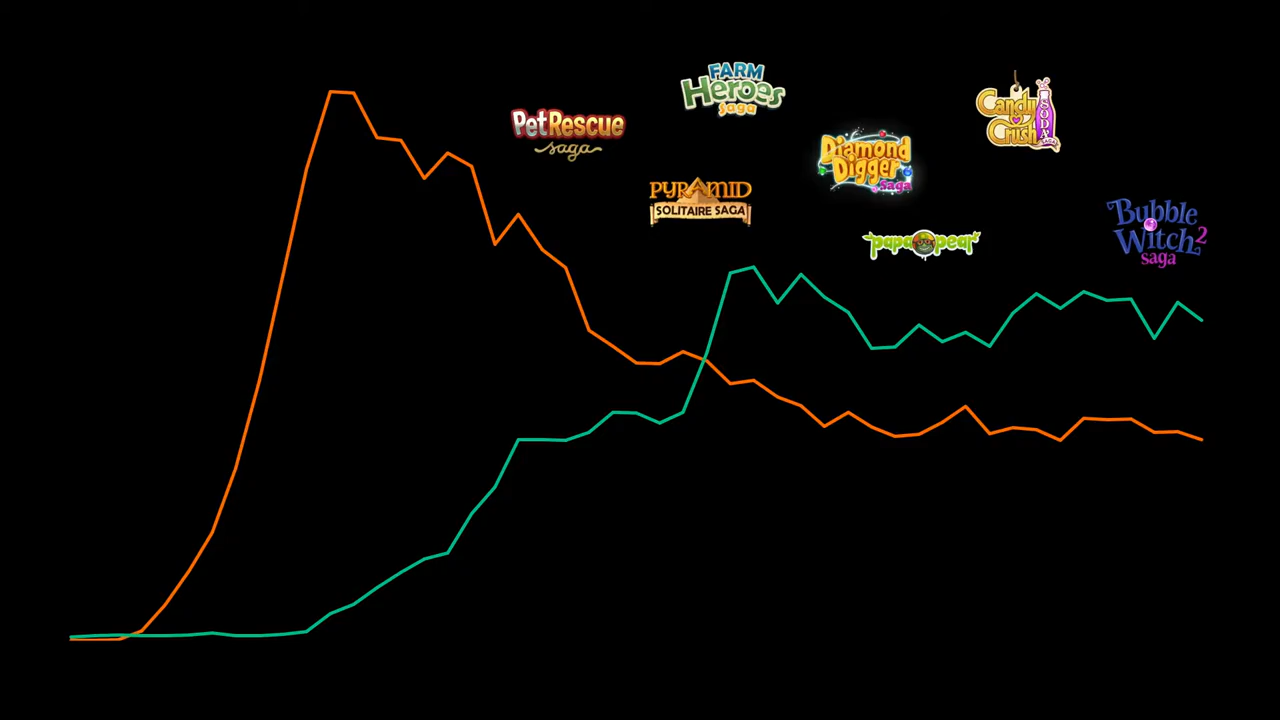 PetRescue
saga
FARM
Heroes
saga
PYRAMID
SOLITAIRE SAGA
Diamond
Digger
Saga
papa pear
Candy
Crush
SODA
SAGA
Bubble
Witch 2
saga